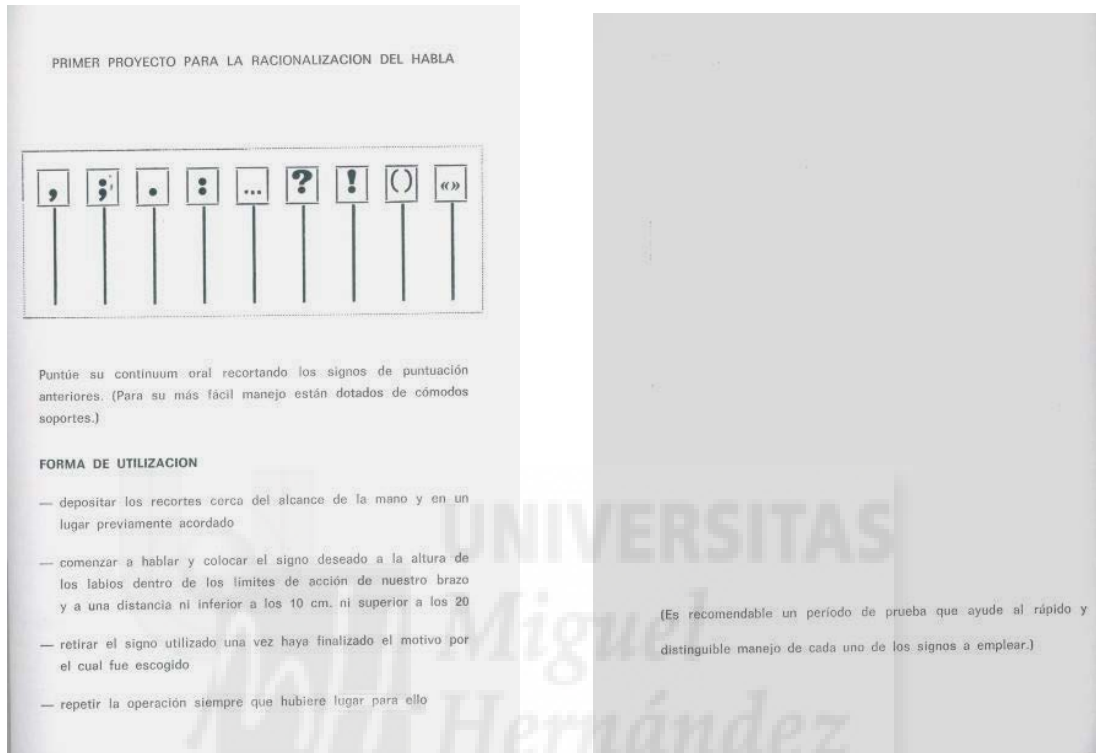 PRIMER PROYECTO PARA LA RACIONALIZACION DEL HABLA
, ; . : ... ? ! ( ) «»
Puntúe su continuum oral recortando los signos de puntuación
anteriores. (Para su más fácil manejo están dotados de cómodos
soportes.)
FORMA DE UTILIZACION
— depositar los recortes cerca del alcance de la mano y en un
lugar previamente acordado
— comenzar a hablar y colocar el signo deseado a la altura de
los labios dentro de los límites de acción de nuestro brazo
y a una distancia ni inferior a los 10 cm. ni superior a los 20
— retirar el signo utilizado una vez haya finalizado el motivo por
el cual fue escogido
— repetir la operación siempre que hubiere lugar para ello
(Es recomendable un período de prueba que ayude al rápido y
distinguible manejo de cada uno de los signos a emplear.)
UNIVERSITAS
Miguel
Hernández